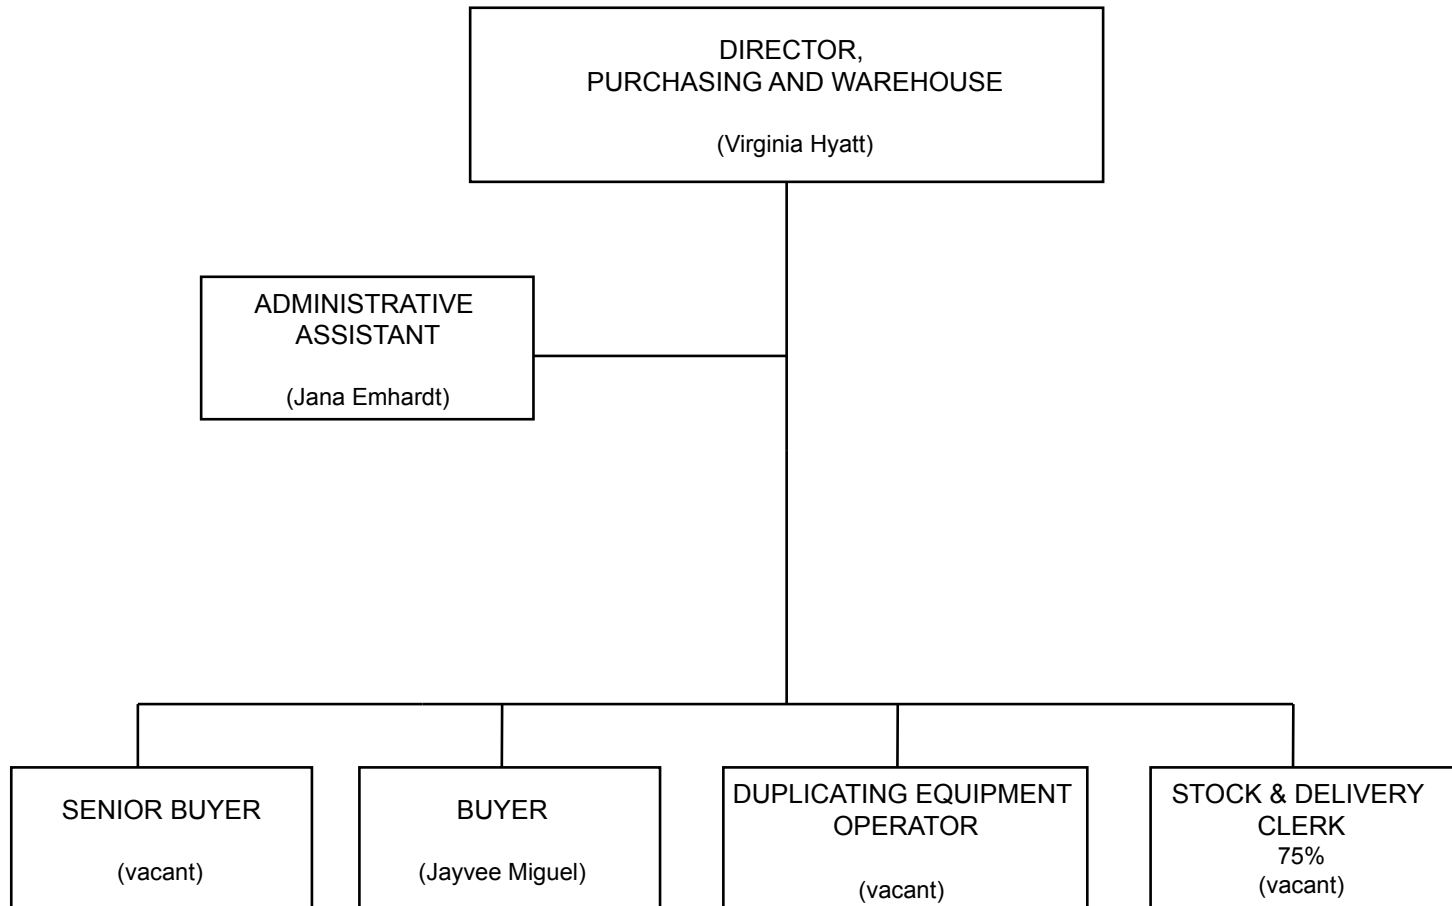 DIRECTOR,
PURCHASING AND WAREHOUSE
(Virginia Hyatt)
ADMINISTRATIVE
ASSISTANT
(Jana Emhardt)
SENIOR BUYER
(vacant)
BUYER
(Jayvee Miguel)
DUPLICATING EQUIPMENT
OPERATOR
(vacant)
STOCK & DELIVERY
CLERK
75%
(vacant)